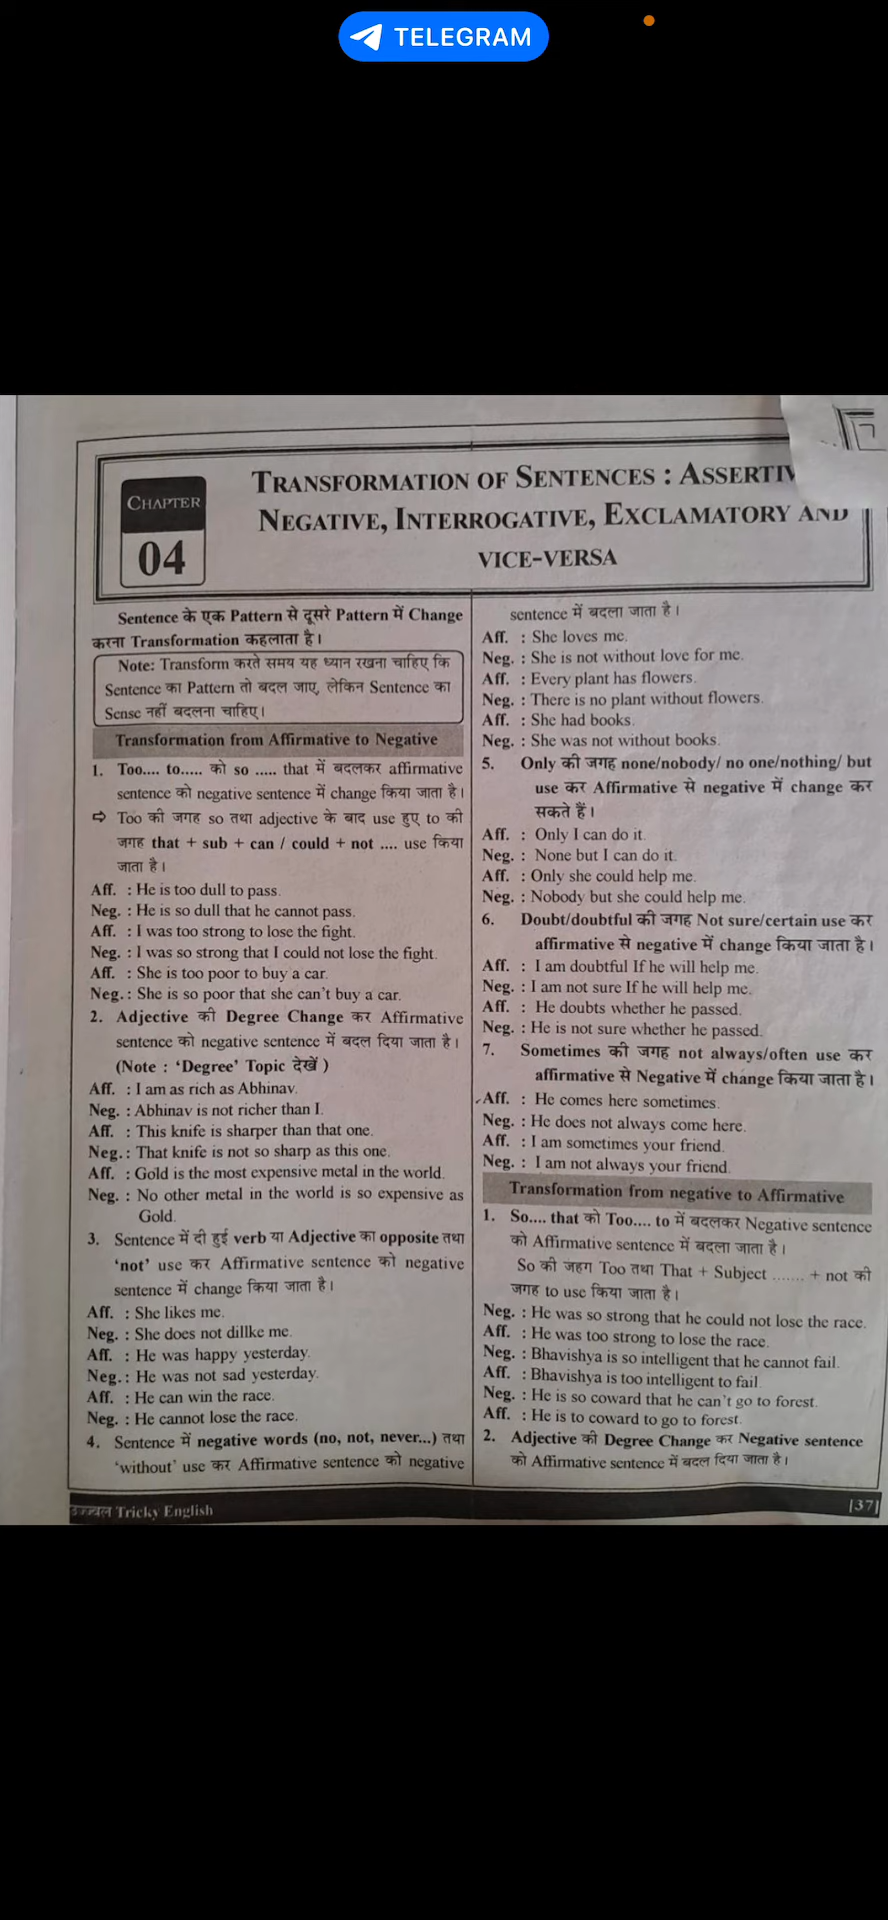 TELEGRAM
CHAPTER
04
TRANSFORMATION OF SENTENCES : ASSERTIV
NEGATIVE, INTERROGATIVE, EXCLAMATORY AND
VICE-VERSA
Sentence के एक Pattern से दूसरे Pattern में Change
करना Transformation कहलाता है।
Note: Transform करते समय यह ध्यान रखना चाहिए कि
Sentence का Pattern तो बदल जाए, लेकिन Sentence का
Sense नहीं बदलना चाहिए।
Transformation from Affirmative to Negative
1. Too.... to..... को so ..... that में बदलकर affirmative
sentence को negative sentence में change किया जाता है।
⇨ Too की जगह so तथा adjective के बाद use हुए to की
जगह that + sub + can / could + not .... use किया
जाता है।
Aff. : He is too dull to pass.
Neg. : He is so dull that he cannot pass.
Aff. : I was too strong to lose the fight.
Neg. : I was so strong that I could not lose the fight.
Aff. : She is too poor to buy a car.
Neg. : She is so poor that she can't buy a car.
2. Adjective की Degree Change कर Affirmative
sentence को negative sentence में बदल दिया जाता है।
(Note : 'Degree' Topic देखें )
Aff. : I am as rich as Abhinav.
Neg. : Abhinav is not richer than I.
Aff. : This knife is sharper than that one.
Neg.: That knife is not so sharp as this one.
Aff. : Gold is the most expensive metal in the world.
Neg. : No other metal in the world is so expensive as
Gold.
3. Sentence में दी हुई verb या Adjective का opposite तथा
'not' use कर Affirmative sentence को negative
sentence में change किया जाता है।
Aff. : She likes me.
Neg. : She does not dillke me.
Aff. : He was happy yesterday.
Neg.: He was not sad yesterday.
Aff. : He can win the race.
Neg. : He cannot lose the race.
4. Sentence में negative words (no, not, never...) तथा
'without' use कर Affirmative sentence को negative
sentence में बदला जाता है।
Aff. : She loves me.
Neg. : She is not without love for me.
Aff. : Every plant has flowers.
Neg. : There is no plant without flowers.
Aff. : She had books.
Neg. : She was not without books.
5. Only की जगह none/nobody/ no one/nothing/ but
use कर Affirmative से negative में change कर
सकते हैं।
Aff. : Only I can do it.
Neg. : None but I can do it.
Aff. : Only she could help me.
Neg. : Nobody but she could help me.
6. Doubt/doubtful की जगह Not sure/certain use कर
affirmative से negative में change किया जाता है।
Aff. : I am doubtful If he will help me.
Neg. : I am not sure If he will help me.
Aff. : He doubts whether he passed.
Neg. : He is not sure whether he passed.
7. Sometimes की जगह not always/often use कर
affirmative से Negative में change किया जाता है।
Aff. : He comes here sometimes.
Neg. : He does not always come here.
Aff. : I am sometimes your friend.
Neg. : I am not always your friend.
Transformation from negative to Affirmative
1. So.... that को Too.... to में बदलकर Negative sentence
को Affirmative sentence में बदला जाता है।
So की जहग Too तथा That + Subject ....... + not की
जगह to use किया जाता है।
Neg. : He was so strong that he could not lose the race.
Aff. : He was too strong to lose the race.
Neg. : Bhavishya is so intelligent that he cannot fail.
Aff. : Bhavishya is too intelligent to fail.
Neg. : He is so coward that he can't go to forest.
Aff. : He is to coward to go to forest.
2. Adjective की Degree Change कर Negative sentence
को Affirmative sentence में बदल दिया जाता है।
उज्ज्वल Tricky English
[37]